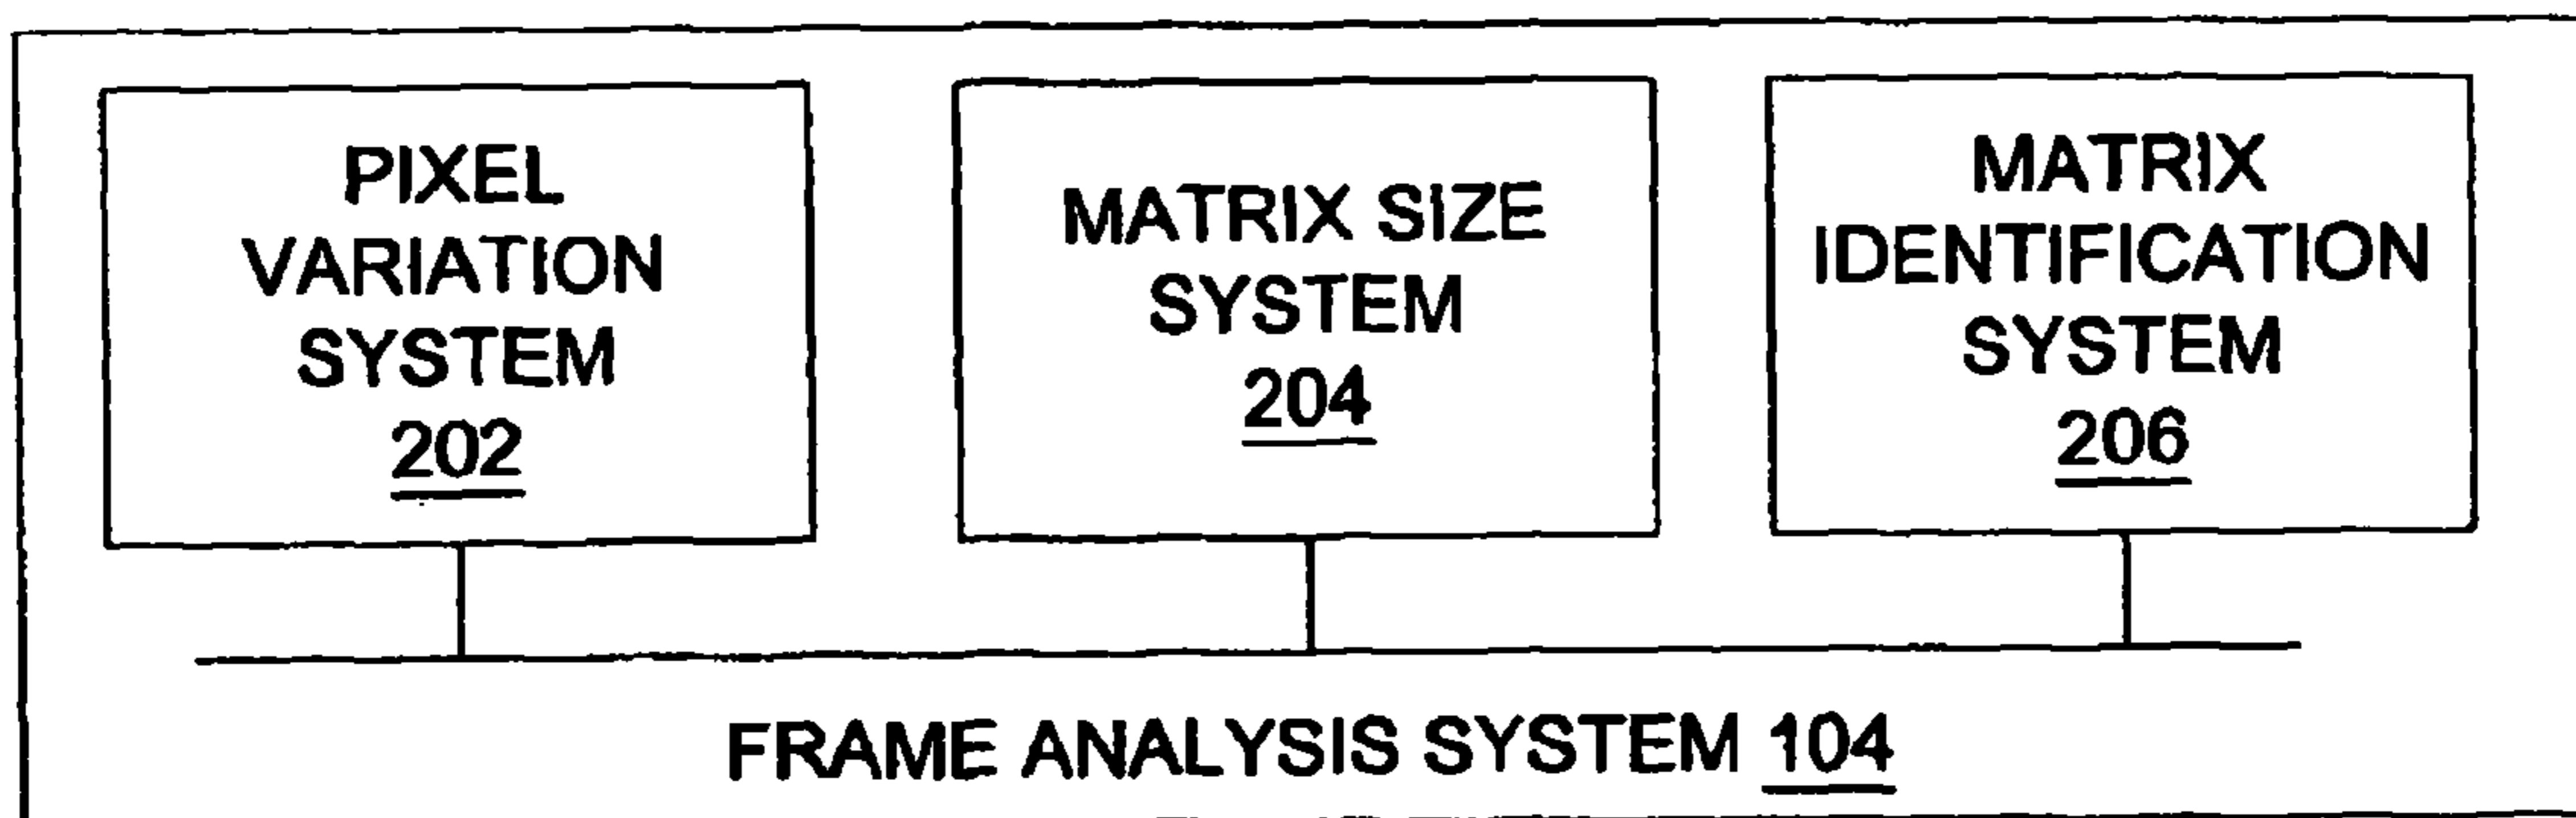 PIXEL
VARIATION
SYSTEM
202
MATRIX SIZE
SYSTEM
204
MATRIX
IDENTIFICATION
SYSTEM
206
FRAME ANALYSIS SYSTEM 104